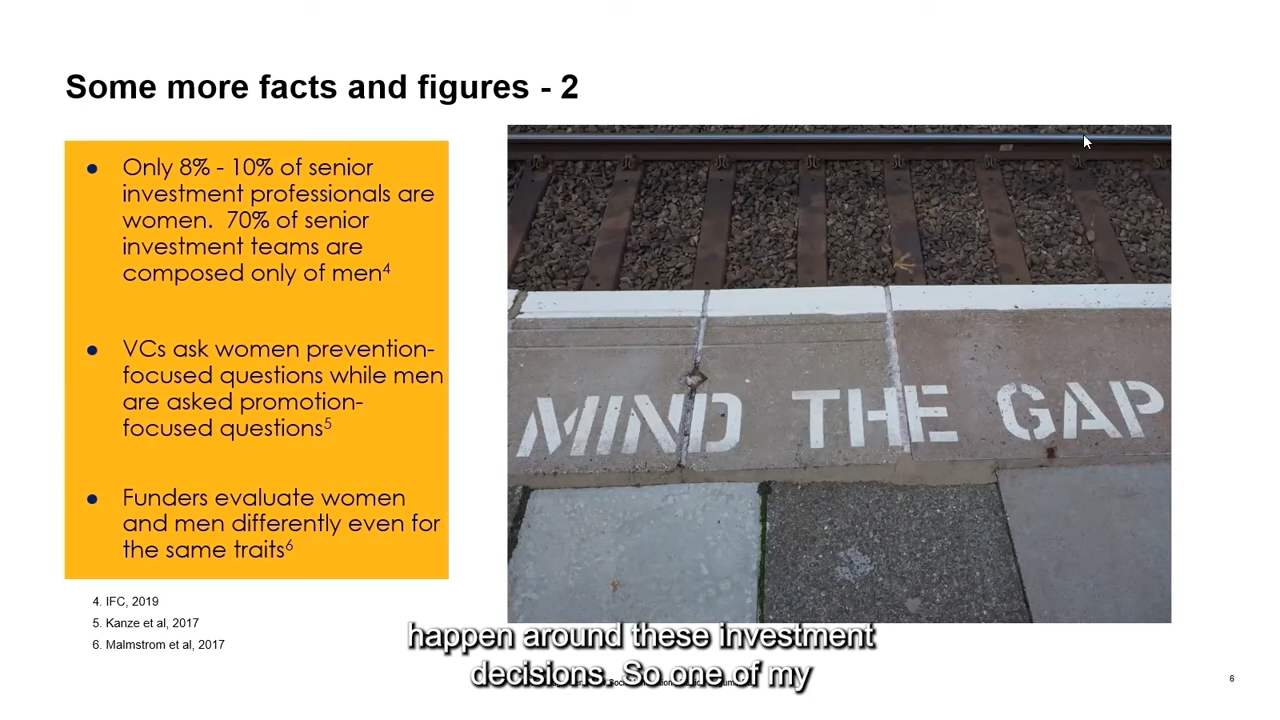 Some more facts and figures - 2
● Only 8% - 10% of senior
investment professionals are
women. 70% of senior
investment teams are
composed only of men⁴
● VCs ask women prevention-
focused questions while men
are asked promotion-
focused questions⁵
● Funders evaluate women
and men differently even for
the same traits⁶
MIND THE GAP
4. IFC, 2019
5. Kanze et al, 2017
6. Malmstrom et al, 2017
happen around these investment
decisions. So one of my
6